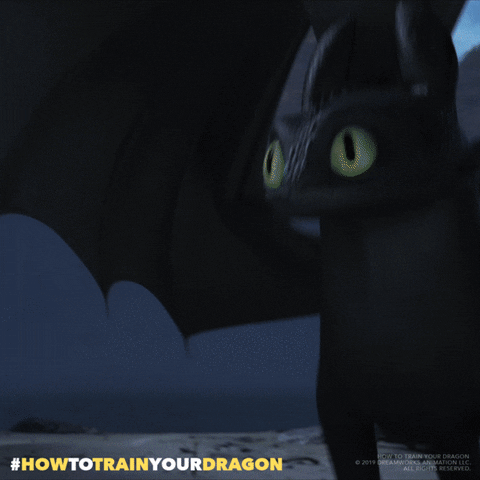 HOW TO TRAIN YOUR DRAGON
© 2019 DREAMWORKS ANIMATION LLC.
ALL RIGHTS RESERVED.
#HOWTOTRAINYOURDRAGON